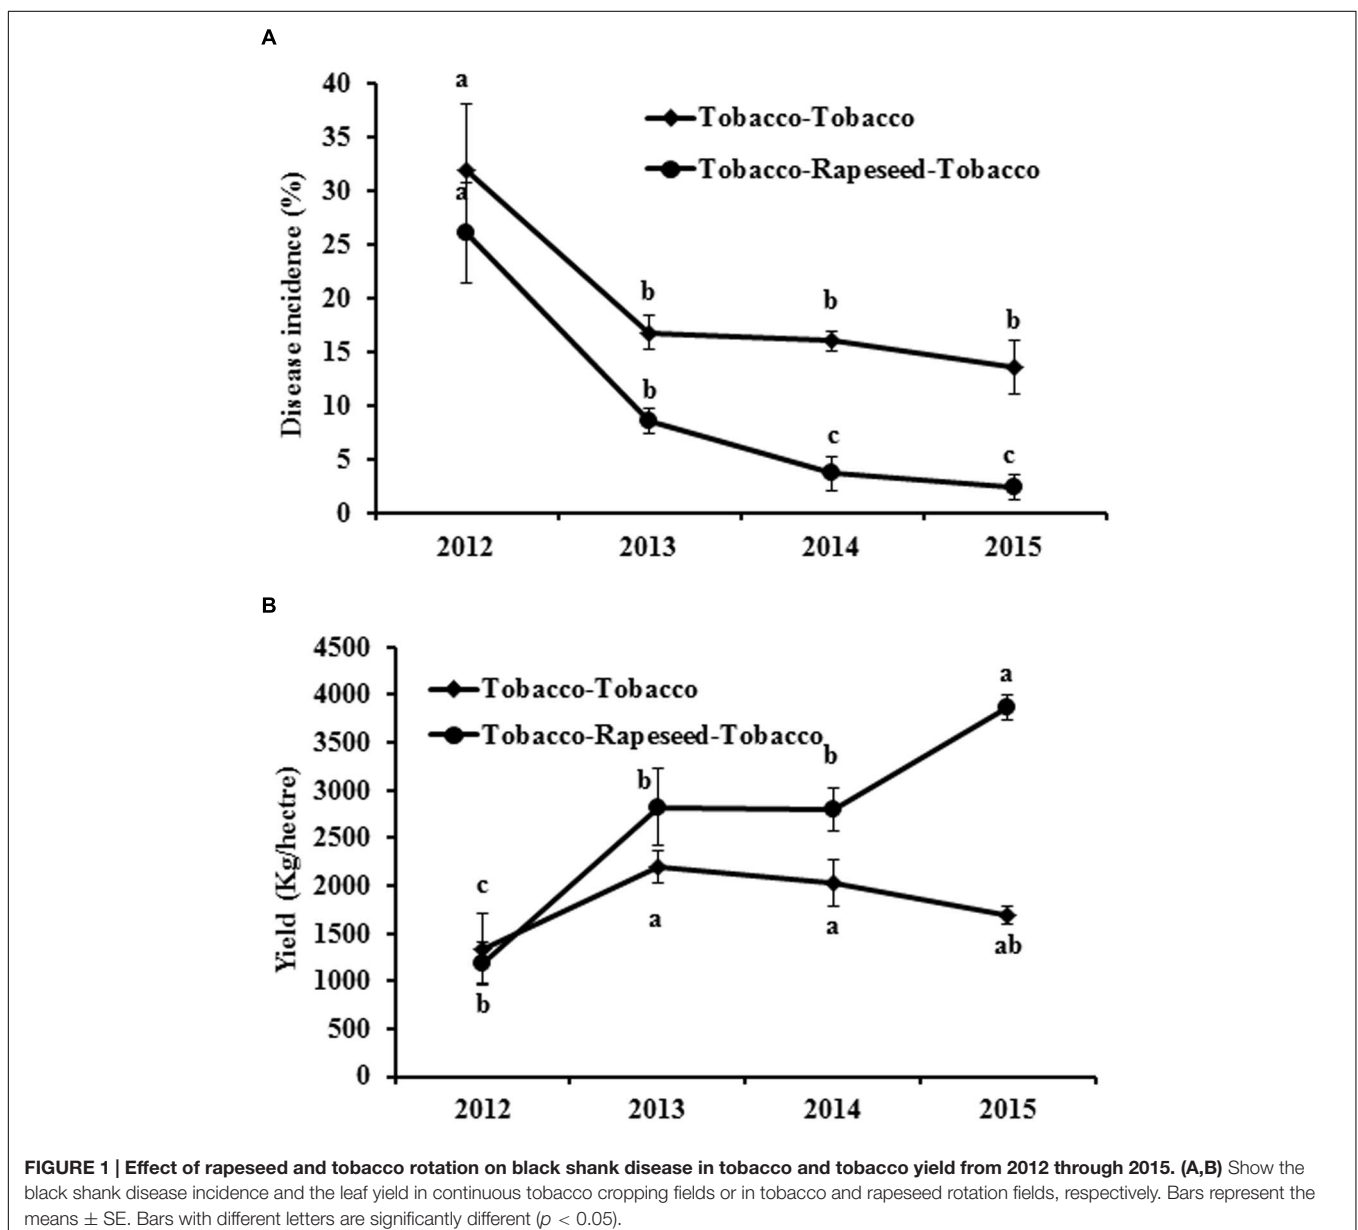 A
40
35
30
25
20
15
10
5
0
Disease incidence (%)
Tobacco-Tobacco
Tobacco-Rapeseed-Tobacco
a
a
b
b
b
b
c
c
2012 2013 2014 2015
B
4500
4000
3500
3000
2500
2000
1500
1000
500
0
Yield (Kg/hectre)
Tobacco-Tobacco
Tobacco-Rapeseed-Tobacco
a
b
b
c
a
a
ab
b
2012 2013 2014 2015
FIGURE 1 | Effect of rapeseed and tobacco rotation on black shank disease in tobacco and tobacco yield from 2012 through 2015. (A,B) Show the
black shank disease incidence and the leaf yield in continuous tobacco cropping fields or in tobacco and rapeseed rotation fields, respectively. Bars represent the
means ± SE. Bars with different letters are significantly different (p < 0.05).